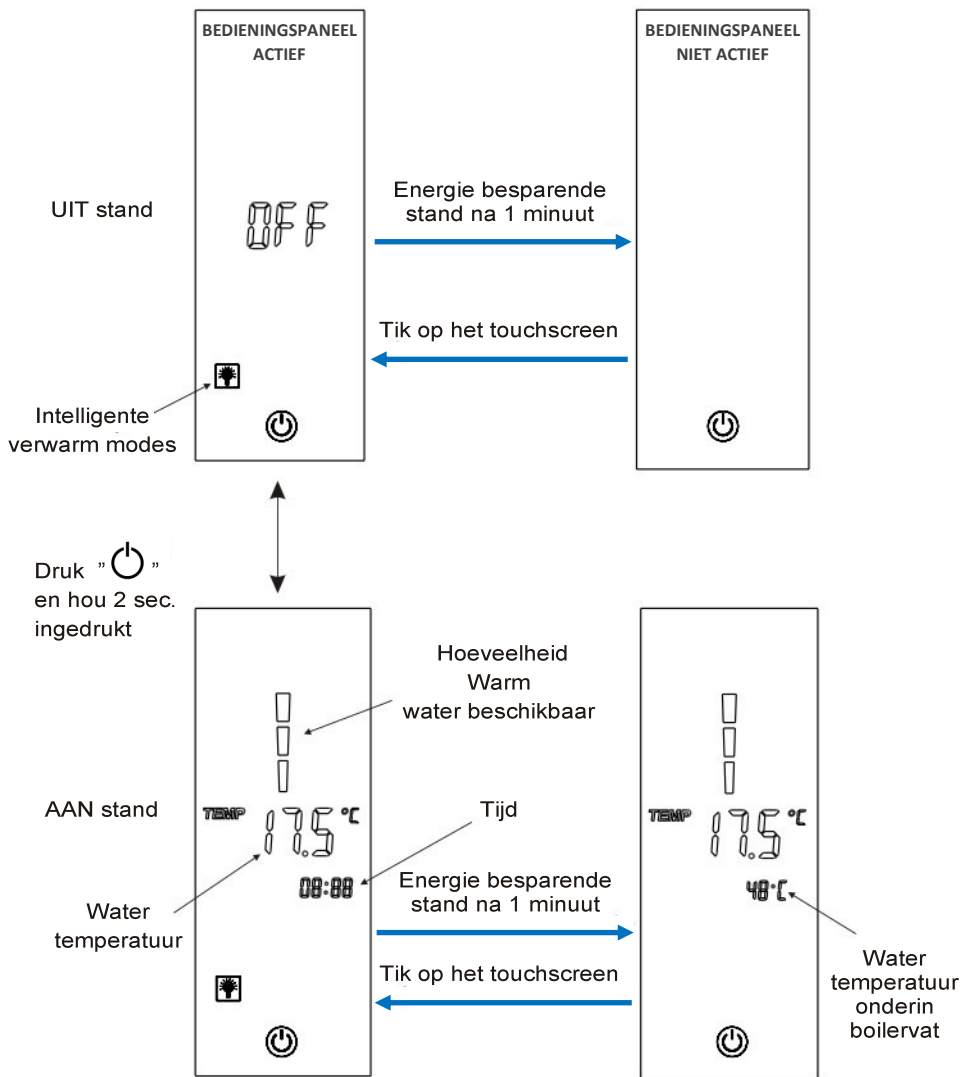 BEDIENINGSPANEEL
ACTIEF
BEDIENINGSPANEEL
NIET ACTIEF
UIT stand
OFF
Energie besparende
stand na 1 minuut
Tik op het touchscreen
Intelligente
verwarm modes
Druk " "
en hou 2 sec.
ingedrukt
Hoeveelheid
Warm
water beschikbaar
AAN stand
TEMP 17.5 °C
Tijd
08:88
Water
temperatuur
Energie besparende
stand na 1 minuut
Tik op het touchscreen
TEMP 17.5 °C
48°C
Water
temperatuur
onderin
boilervat